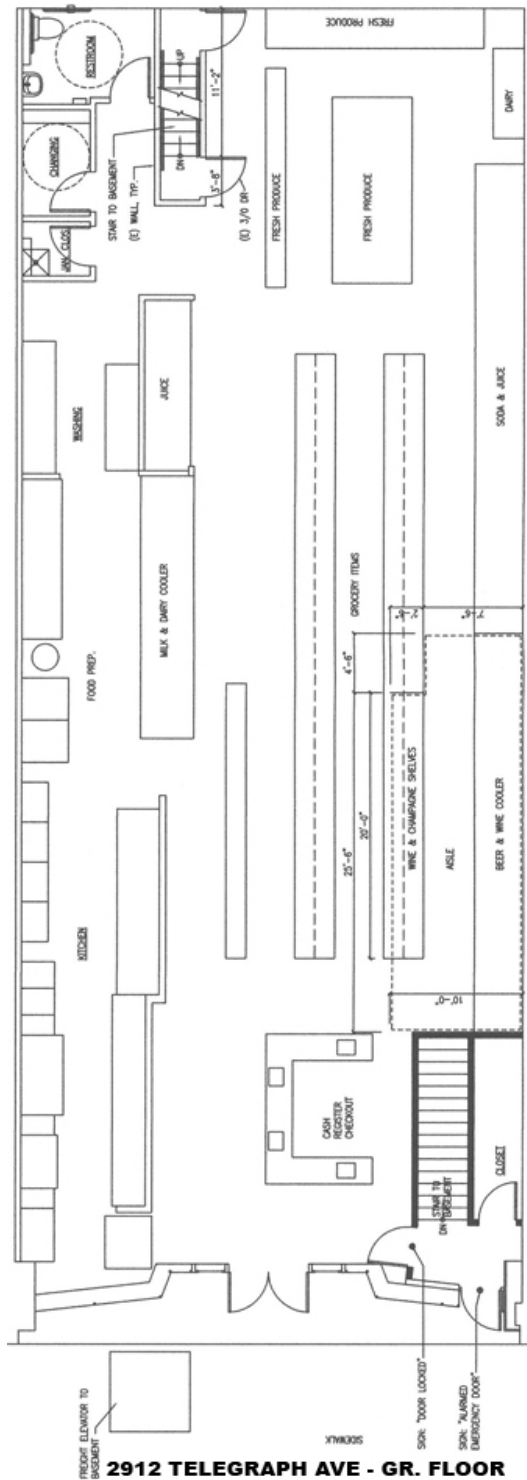 FRESH PRODUCE
DAIRY
RESTROOM
UP
11'-2"
CHANGING
STAIR TO BASEMENT
(E) WALL, TYP.
DN
3'-8"
(E) 3/0 DR
FRESH PRODUCE
FRESH PRODUCE
JAN. CLOS.
WASHING
JUICE
SODA & JUICE
MILK & DAIRY COOLER
GROCERY ITEMS
FOOD PREP.
4'-6"
2'-6"
7'-6"
25'-6"
20'-0"
WINE & CHAMPAGNE SHELVES
AISLE
BEER & WINE COOLER
KITCHEN
10'-0"
CASH
REGISTER
CHECKOUT
STAIR TO
BASEMENT
DN
CLOSET
SIGN: "DOOR LOCKED"
SIGN: "ALARMED
EMERGENCY DOOR"
SIDEWALK
FREIGHT ELEVATOR TO
BASEMENT
2912 TELEGRAPH AVE - GR. FLOOR